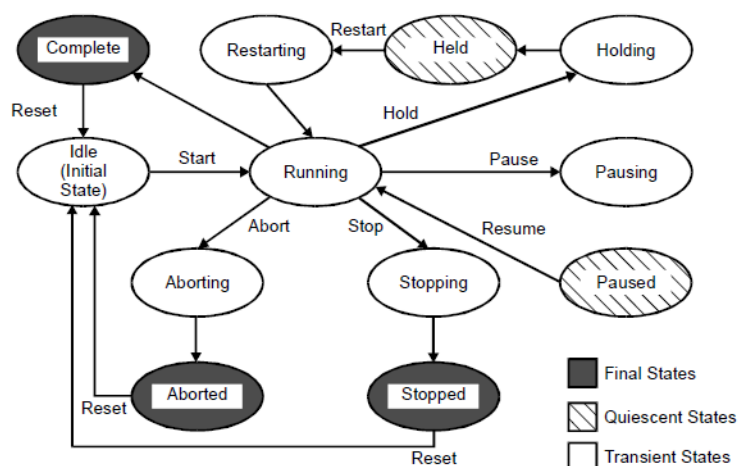 Complete
Restarting
Restart
Held
Holding
Reset
Hold
Idle
(Initial
State)
Start
Running
Pause
Pausing
Abort
Stop
Resume
Aborting
Stopping
Paused
Final States
Aborted
Stopped
Reset
Quiescent States
Reset
Transient States